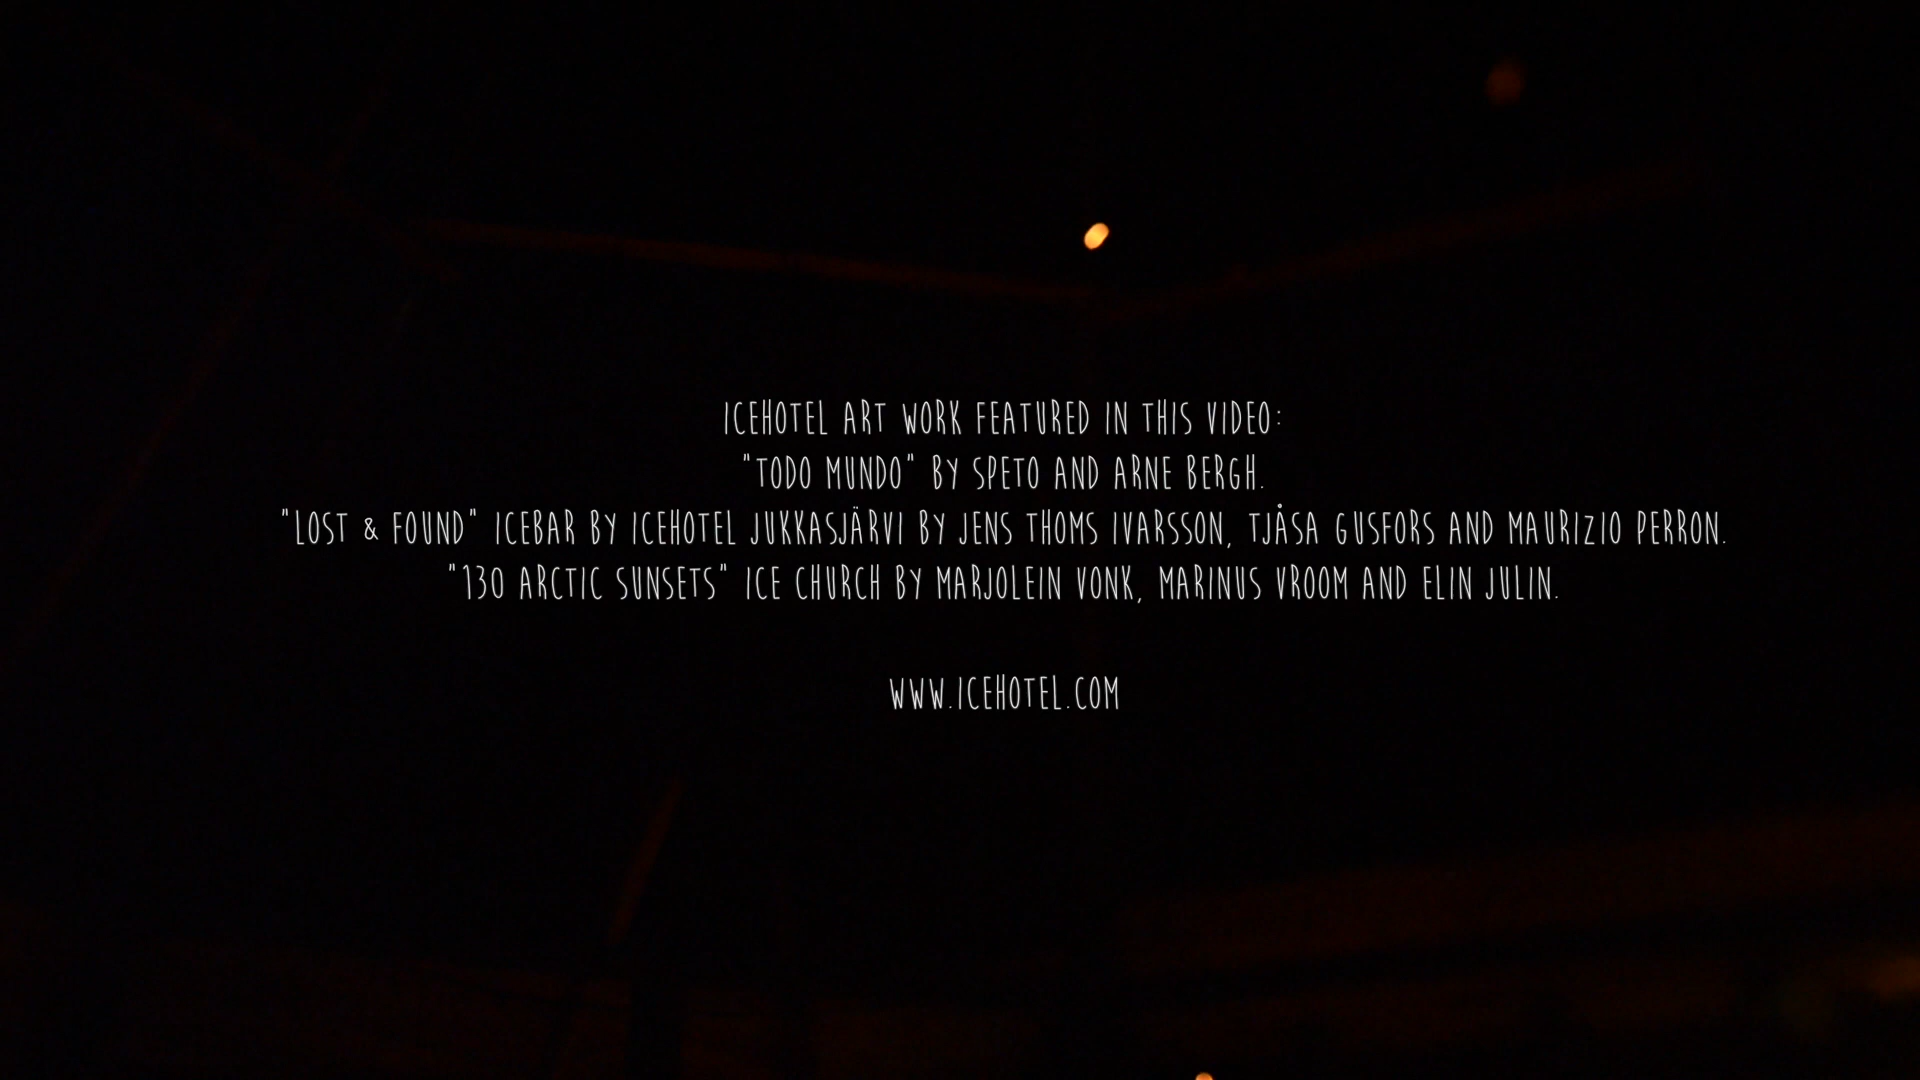 ICEHOTEL ART WORK FEATURED IN THIS VIDEO:
"TODO MUNDO" BY SPETO AND ARNE BERGH.
"LOST & FOUND" ICEBAR BY ICEHOTEL JUKKASJÄRVI BY JENS THOMS IVARSSON, TJÅSA GUSFORS AND MAURIZIO PERRON.
"130 ARCTIC SUNSETS" ICE CHURCH BY MARJOLEIN VONK, MARINUS VROOM AND ELIN JULIN.
WWW.ICEHOTEL.COM